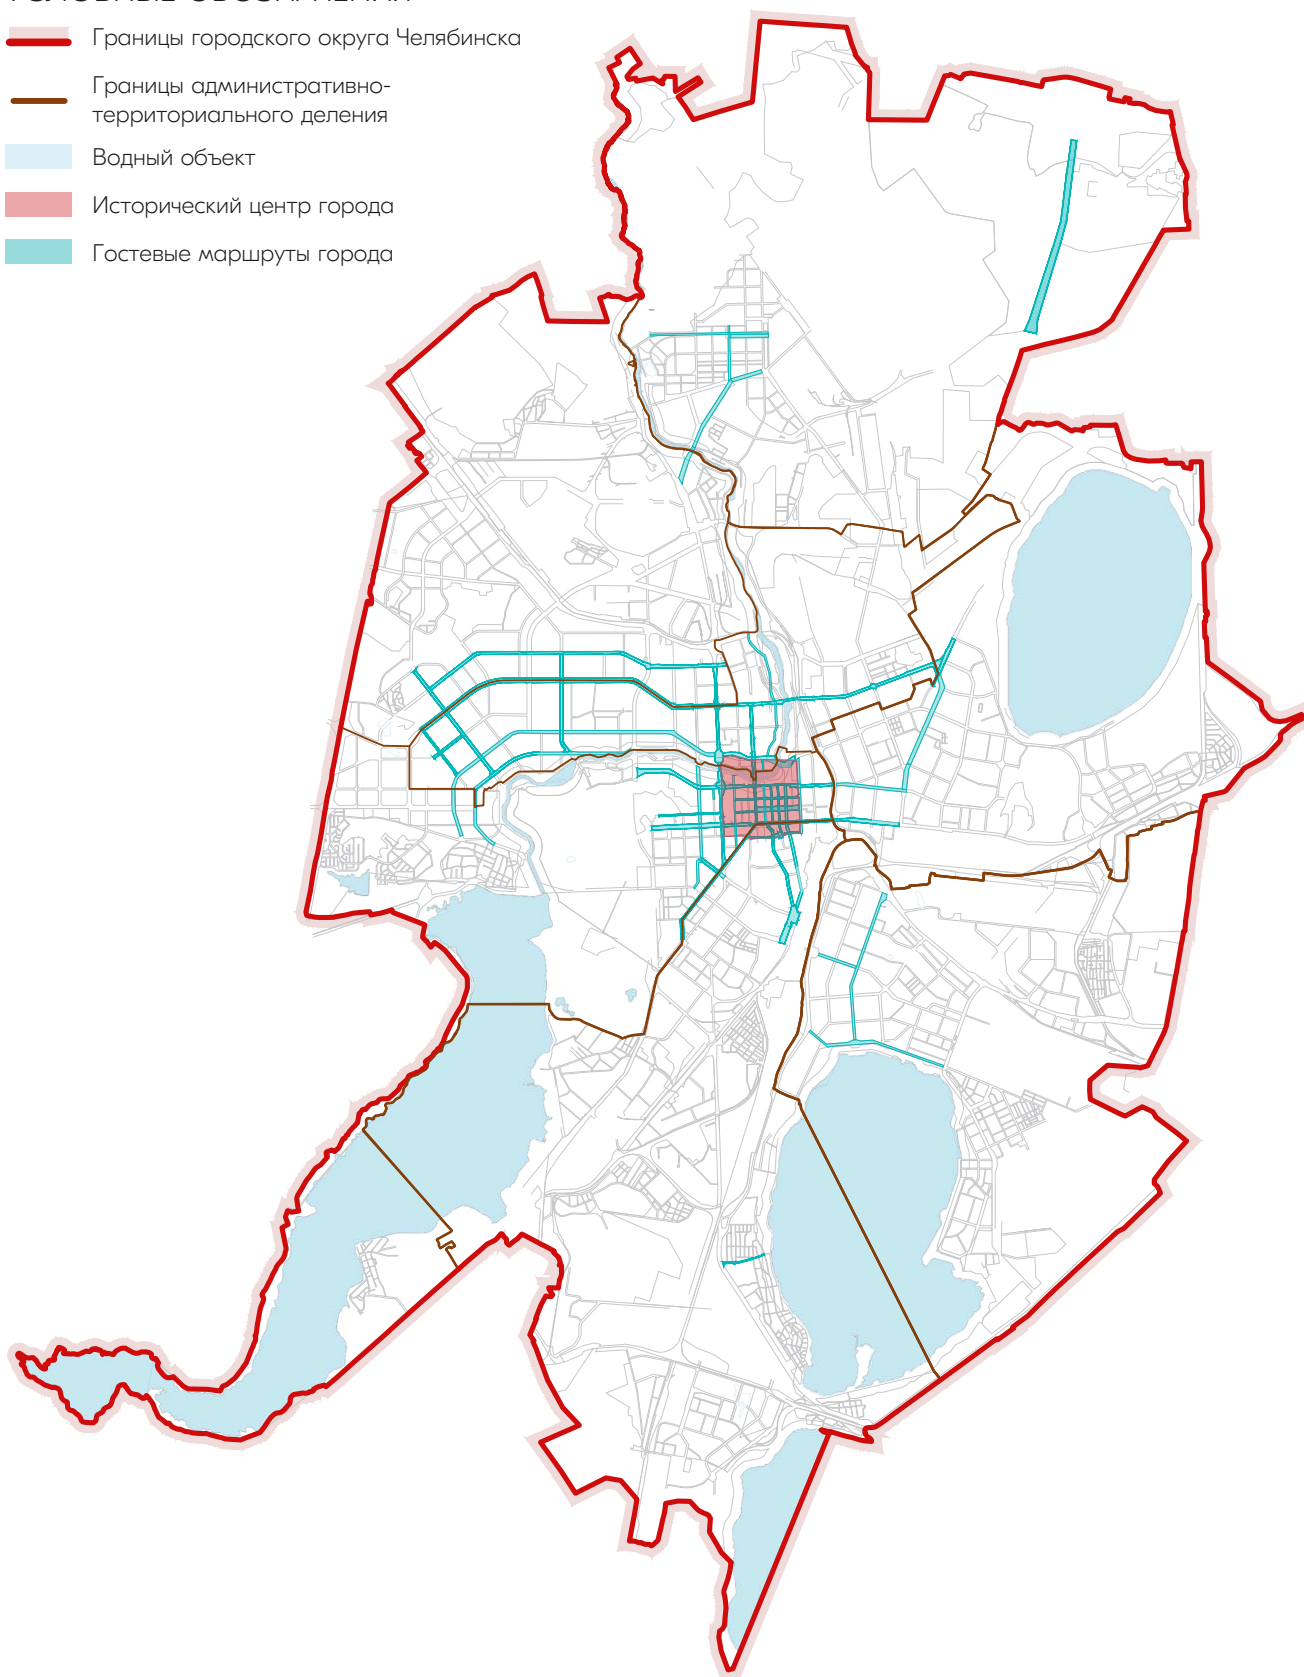 Границы городского округа Челябинска
Границы административно-
территориального деления
Водный объект
Исторический центр города
Гостевые маршруты города